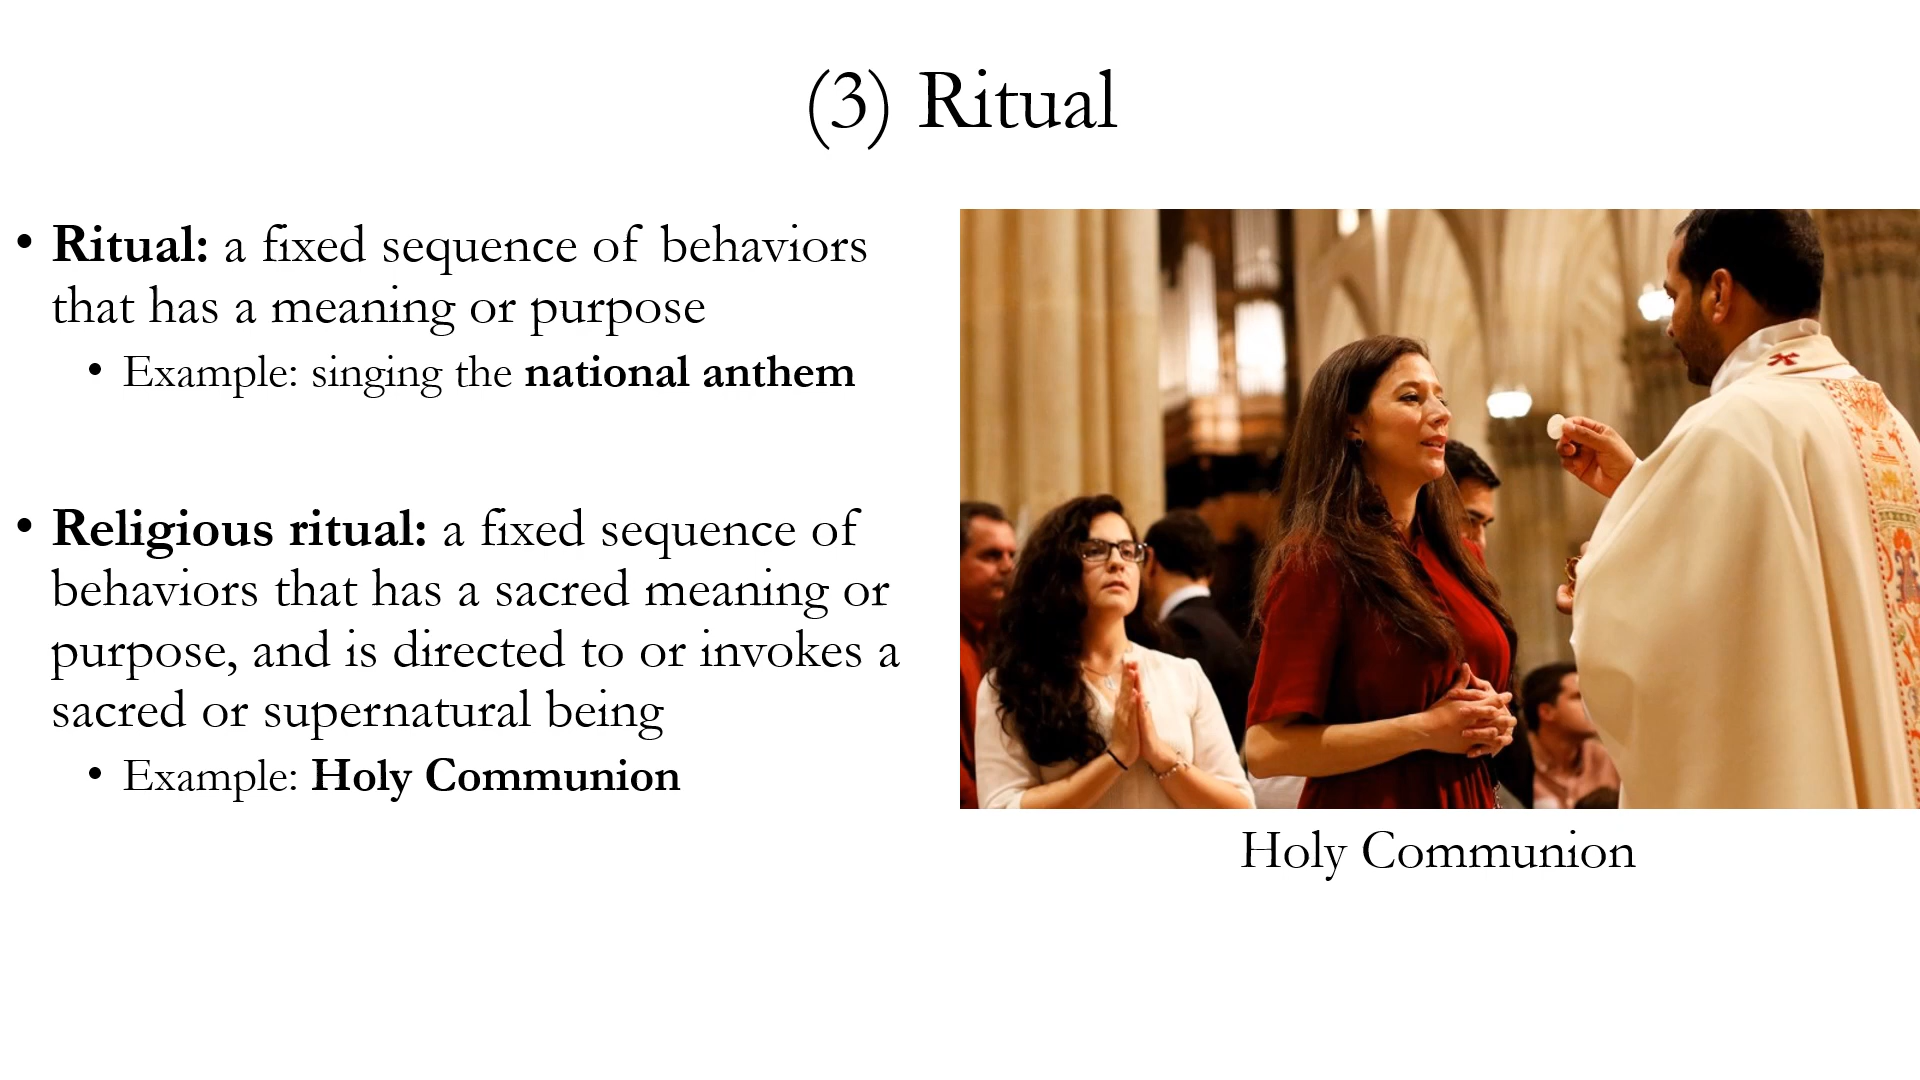 (3) Ritual
• Ritual: a fixed sequence of behaviors
that has a meaning or purpose
• Example: singing the national anthem
• Religious ritual: a fixed sequence of
behaviors that has a sacred meaning or
purpose, and is directed to or invokes a
sacred or supernatural being
• Example: Holy Communion
Holy Communion